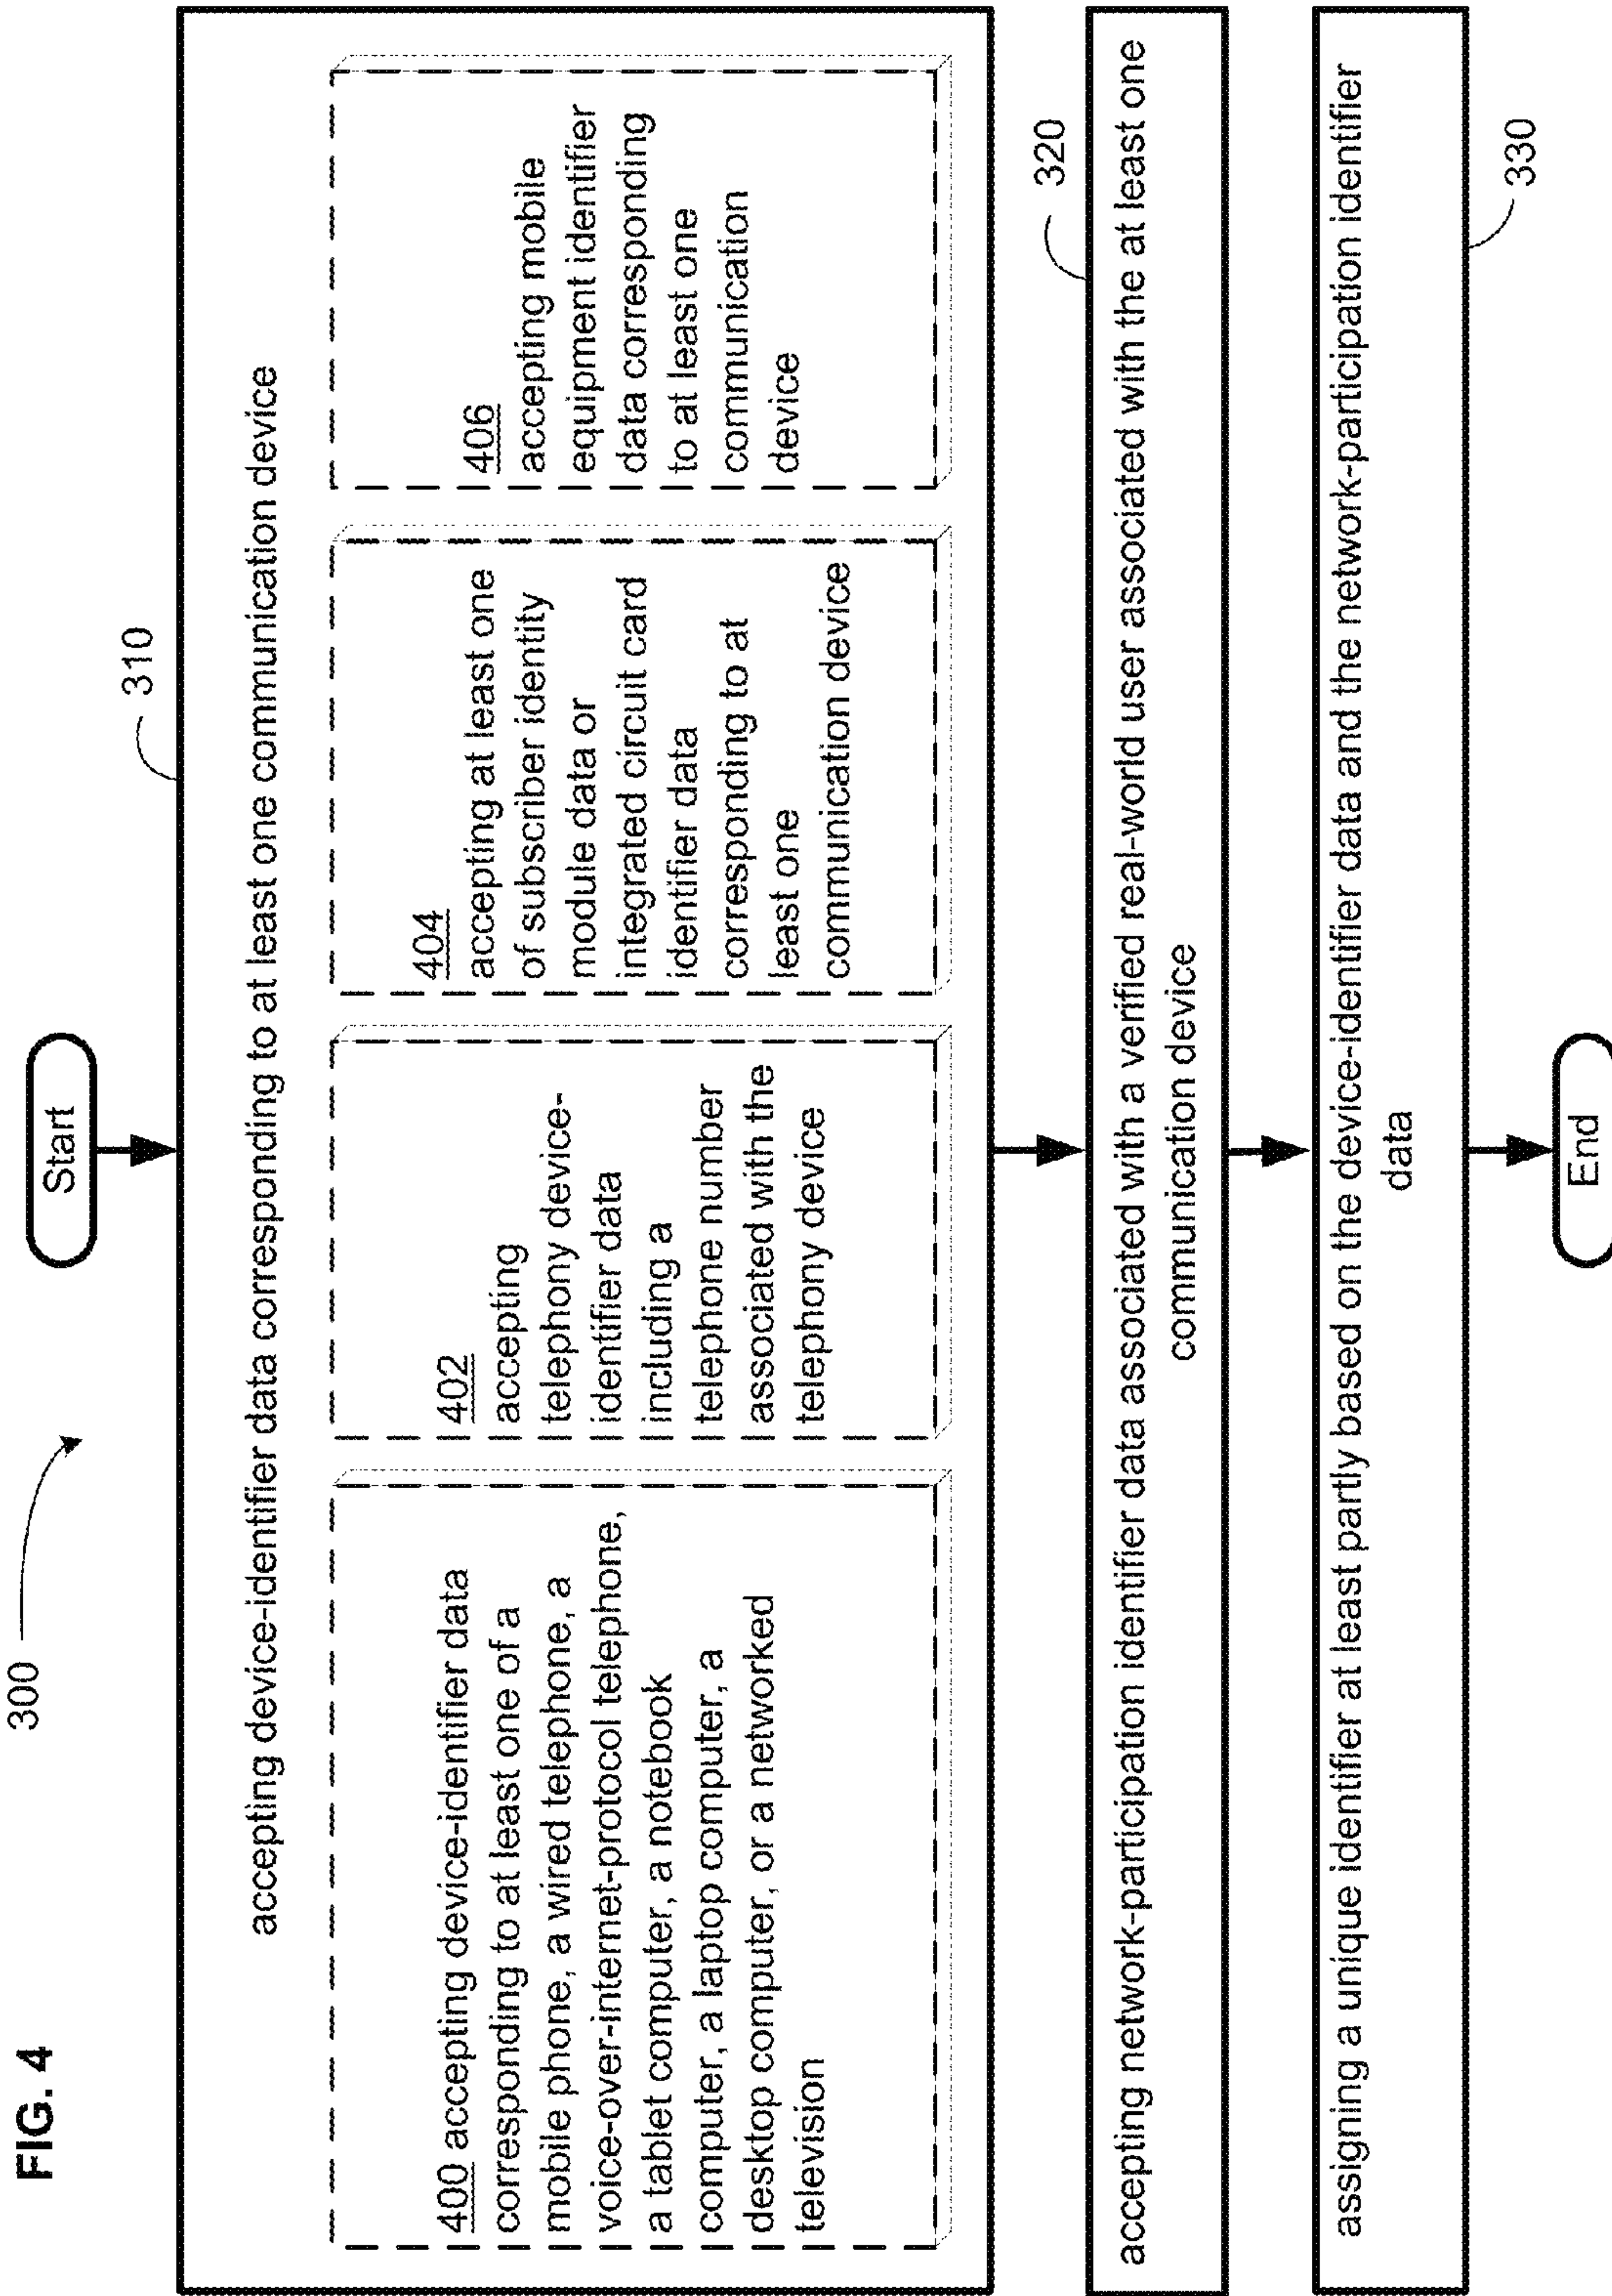 FIG. 4
300
Start
310
accepting device-identifier data corresponding to at least one communication device
400 accepting device-identifier data
corresponding to at least one of a
mobile phone, a wired telephone, a
voice-over-internet-protocol telephone,
a tablet computer, a notebook
computer, a laptop computer, a
desktop computer, or a networked
television
402
accepting
telephony device-
identifier data
including a
telephone number
associated with the
telephony device
404
accepting at least one
of subscriber identity
module data or
integrated circuit card
identifier data
corresponding to at
least one
communication device
406
accepting mobile
equipment identifier
data corresponding
to at least one
communication
device
320
accepting network-participation identifier data associated with a verified real-world user associated with the at least one
communication device
330
assigning a unique identifier at least partly based on the device-identifier data and the network-participation identifier
data
End